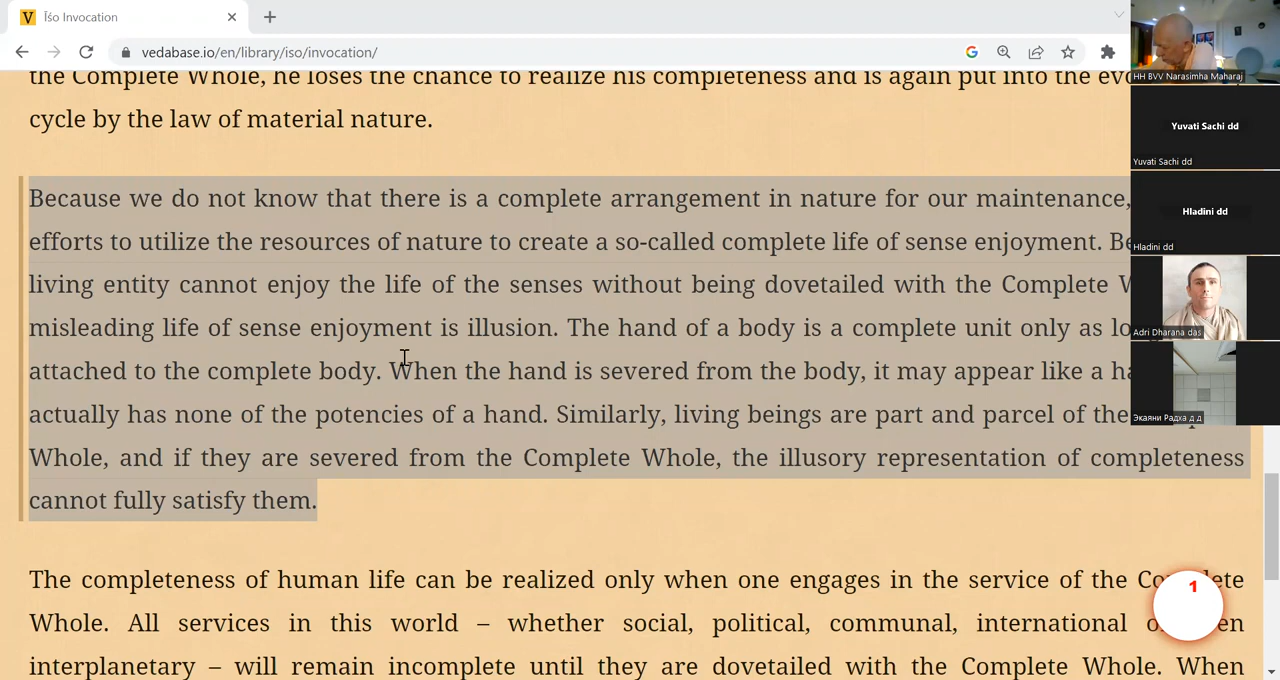 Īśo Invocation
vedabase.io/en/library/iso/invocation/
the Complete Whole, he loses the chance to realize his completeness and is again put into the
cycle by the law of material nature.
Because we do not know that there is a complete arrangement in nature for our maintenance,
efforts to utilize the resources of nature to create a so-called complete life of sense enjoyment.
living entity cannot enjoy the life of the senses without being dovetailed with the Complete
misleading life of sense enjoyment is illusion. The hand of a body is a complete unit only as
attached to the complete body. When the hand is severed from the body, it may appear like a
actually has none of the potencies of a hand. Similarly, living beings are part and parcel of the
Whole, and if they are severed from the Complete Whole, the illusory representation of completeness
cannot fully satisfy them.
The completeness of human life can be realized only when one engages in the service of the
Whole. All services in this world – whether social, political, communal, international
interplanetary – will remain incomplete until they are dovetailed with the Complete Whole. When
HH BVV Narasimha Maharaj
Yuvati Sachi dd
Yuvati Sachi dd
Hladini dd
Hladini dd
Adri Dharana das
Экаяни Радха д д
1